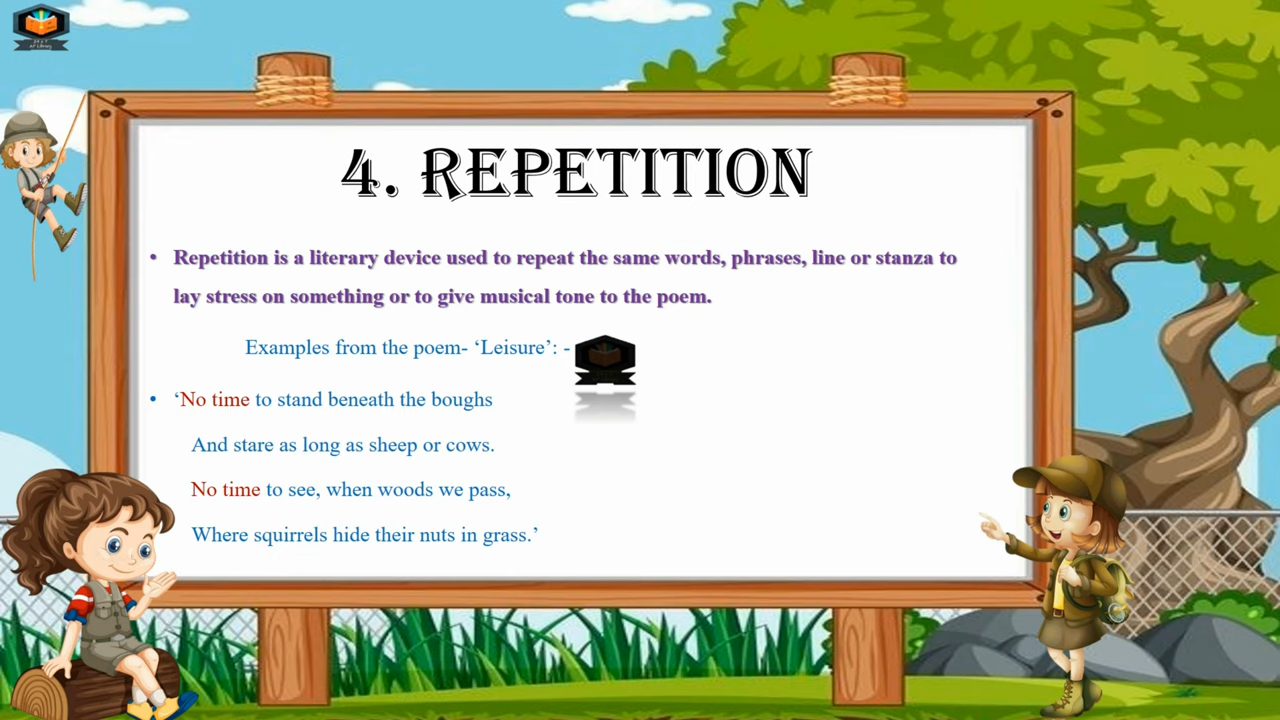 4. REPETITION
• Repetition is a literary device used to repeat the same words, phrases, line or stanza to
lay stress on something or to give musical tone to the poem.
Examples from the poem- ‘Leisure’: -
• ‘No time to stand beneath the boughs
And stare as long as sheep or cows.
No time to see, when woods we pass,
Where squirrels hide their nuts in grass.’